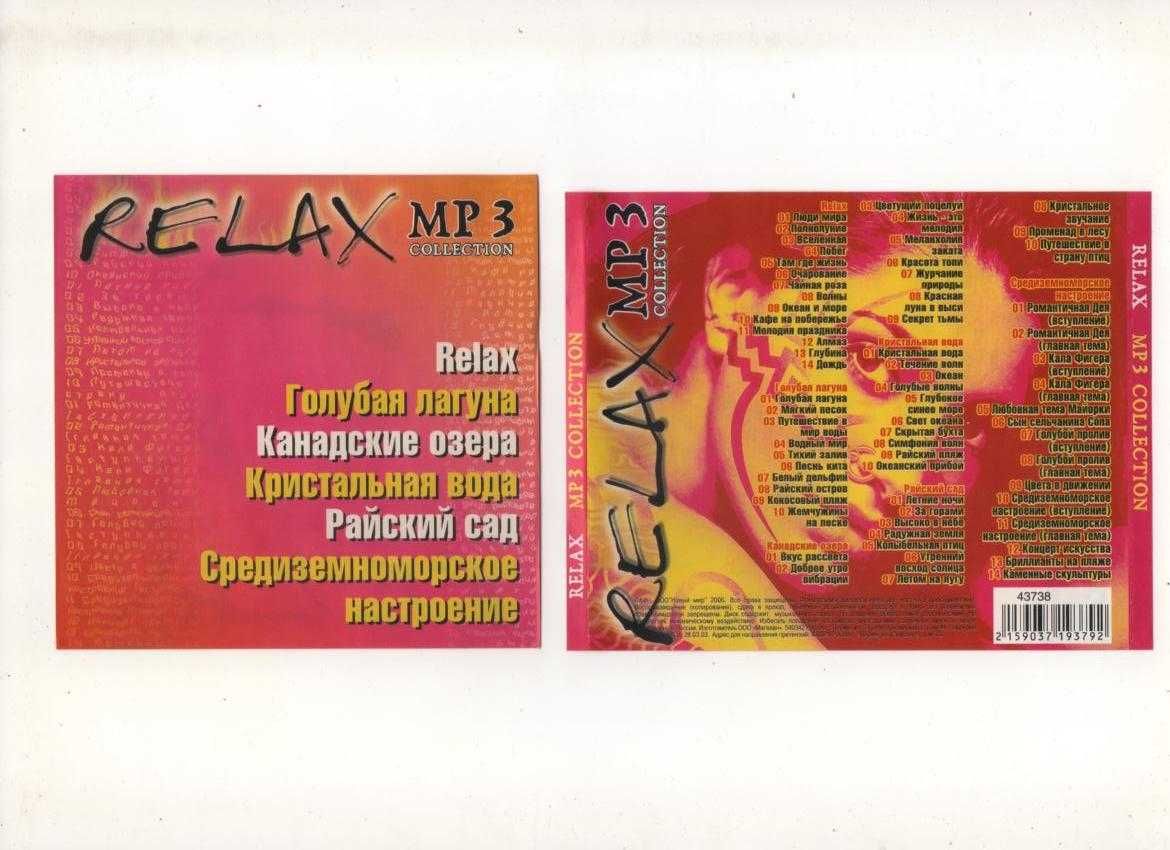 RELAX MP 3
COLLECTION
Relax
Голубая лагуна
Канадские озера
Кристальная вода
Райский сад
Средиземноморское
настроение
RELAX MP3 COLLECTION
RELAX MP 3
COLLECTION
Relax
01 Люди мира
02 Полнолуние
03 Вселенная
04 Побег
05 Там где жизнь
06 Очарование
07 Чайная роза
08 Волны
09 Океан и море
10 Кафе на побережье
11 Мелодия праздника
12 Алмаз
13 Глубина
14 Дождь
Голубая лагуна
01 Голубая лагуна
02 Мягкий песок
03 Путешествие в
мир воды
04 Водный мир
05 Тихий залив
06 Песнь кита
07 Белый дельфин
08 Райский остров
09 Кокосовый пляж
10 Жемчужины
на песке
Канадские озера
01 Вкус рассвета
02 Доброе утро
вибрации
03 Цветущий поцелуй
04 Жизнь - это
мелодия
05 Меланхолия
заката
06 Красота топи
07 Журчание
природы
08 Красная
луна в выси
09 Секрет тьмы
Кристальная вода
01 Кристальная вода
02 Течение волн
03 Океан
04 Голубые волны
05 Глубокое
синее море
06 Свет океана
07 Скрытая бухта
08 Симфония волн
09 Райский пляж
10 Океанский прибой
Райский сад
01 Летние ночи
02 За горами
03 Высоко в небе
04 Радужная земля
05 Колыбельная птиц
06 Утренний
восход солнца
07 Летом на лугу
08 Кристальное
звучание
09 Променад в лесу
10 Путешествие в
страну птиц
Средиземноморское
настроение
01 Романтичная Дея
(вступление)
02 Романтичная Дея
(главная тема)
03 Кала Фигера
(вступление)
04 Кала Фигера
(главная тема)
05 Любовная тема Майорки
06 Сын сельчанина Сола
07 Голубой пролив
(вступление)
08 Голубой пролив
(главная тема)
09 Цвета в движении
10 Средиземноморское
настроение (вступление)
11 Средиземноморское
настроение (главная тема)
12 Концерт искусства
13 Бриллианты на пляже
14 Каменные скульптуры
43738
2 159037 193792
RELAX MP3 COLLECTION